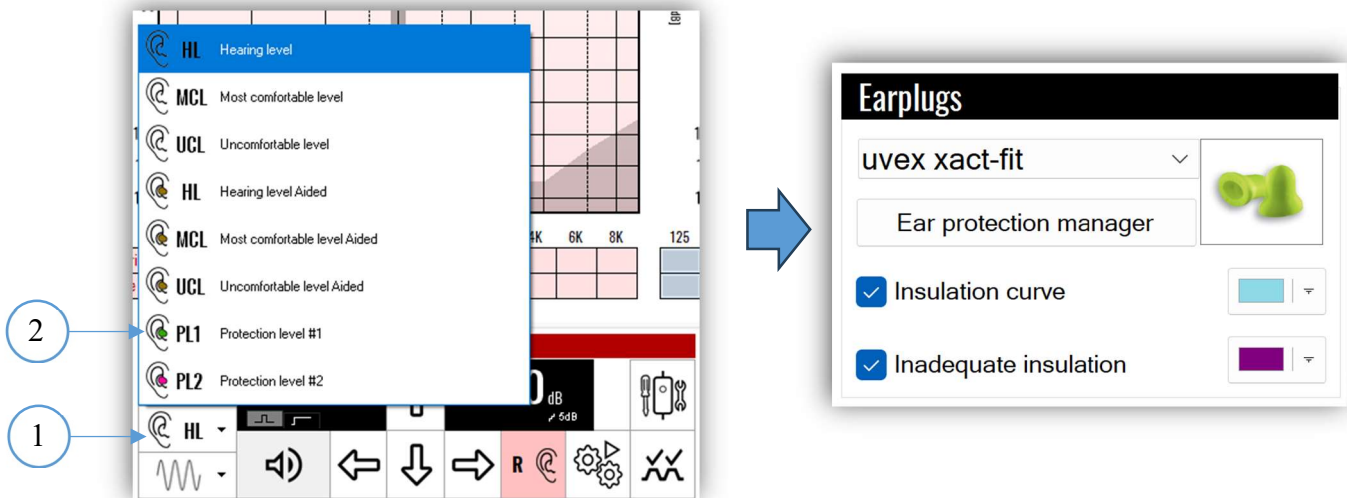 dB]
HL Hearing level
MCL Most comfortable level
UCL Uncomfortable level
HL Hearing level Aided
MCL Most comfortable level Aided
4K 6K 8K 125
UCL Uncomfortable level Aided
2
PL1 Protection level #1
PL2 Protection level #2
0 dB
5dB
1
HL
R
Earplugs
uvex xact-fit
Ear protection manager
Insulation curve
Inadequate insulation